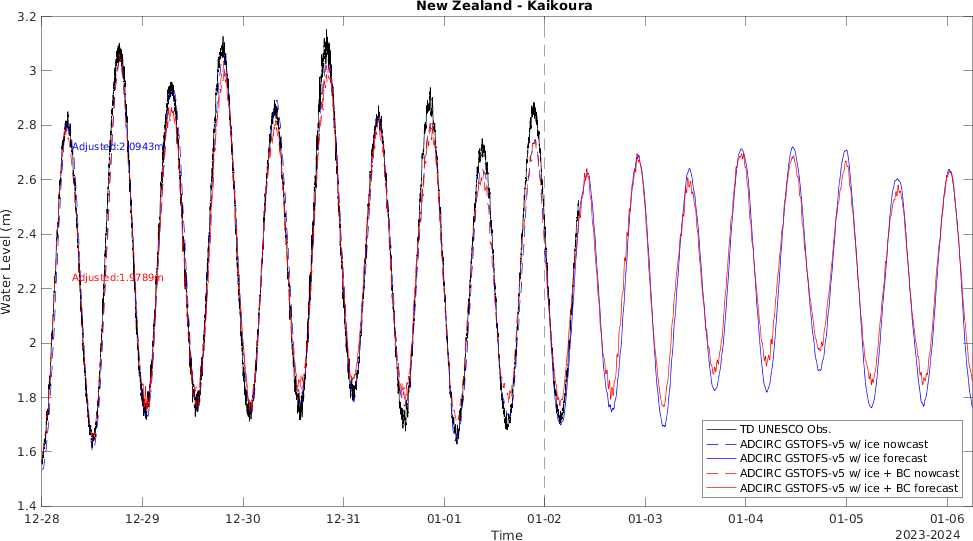 New Zealand - Kaikoura
3.2
3
2.8
2.6
2.4
2.2
2
1.8
1.6
1.4
Water Level (m)
Adjusted:2.0943m
Adjusted:1.9789m
TD UNESCO Obs.
ADCIRC GSTOFS-v5 w/ ice nowcast
ADCIRC GSTOFS-v5 w/ ice forecast
ADCIRC GSTOFS-v5 w/ ice + BC nowcast
ADCIRC GSTOFS-v5 w/ ice + BC forecast
12-28 12-29 12-30 12-31 01-01 01-02 01-03 01-04 01-05 01-06
Time
2023-2024